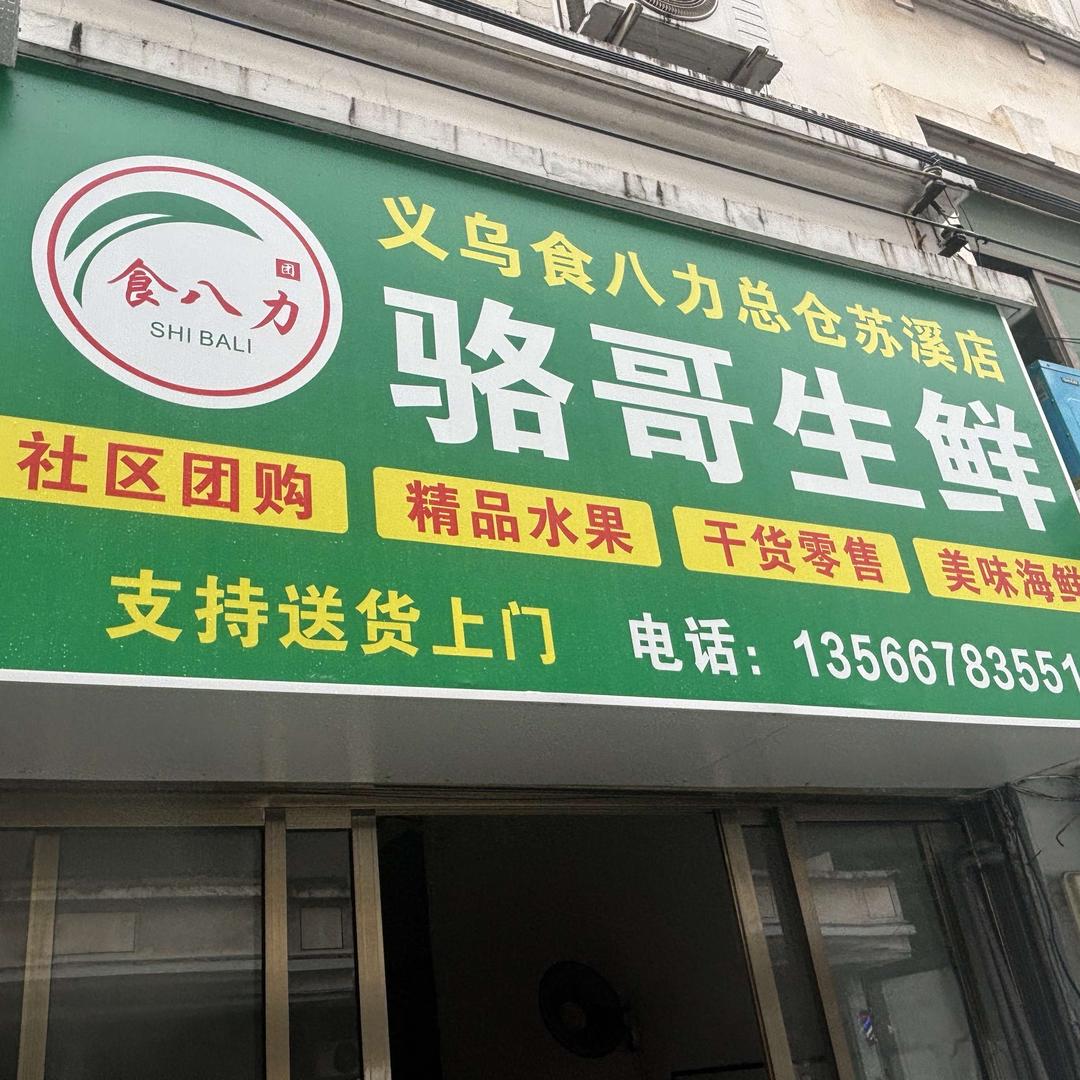 义乌食八力总仓苏溪店
食八力
团
SHI BALI
骆哥生鲜
社区团购 精品水果 干货零售 美味海鲜
支持送货上门 电话：13566783551